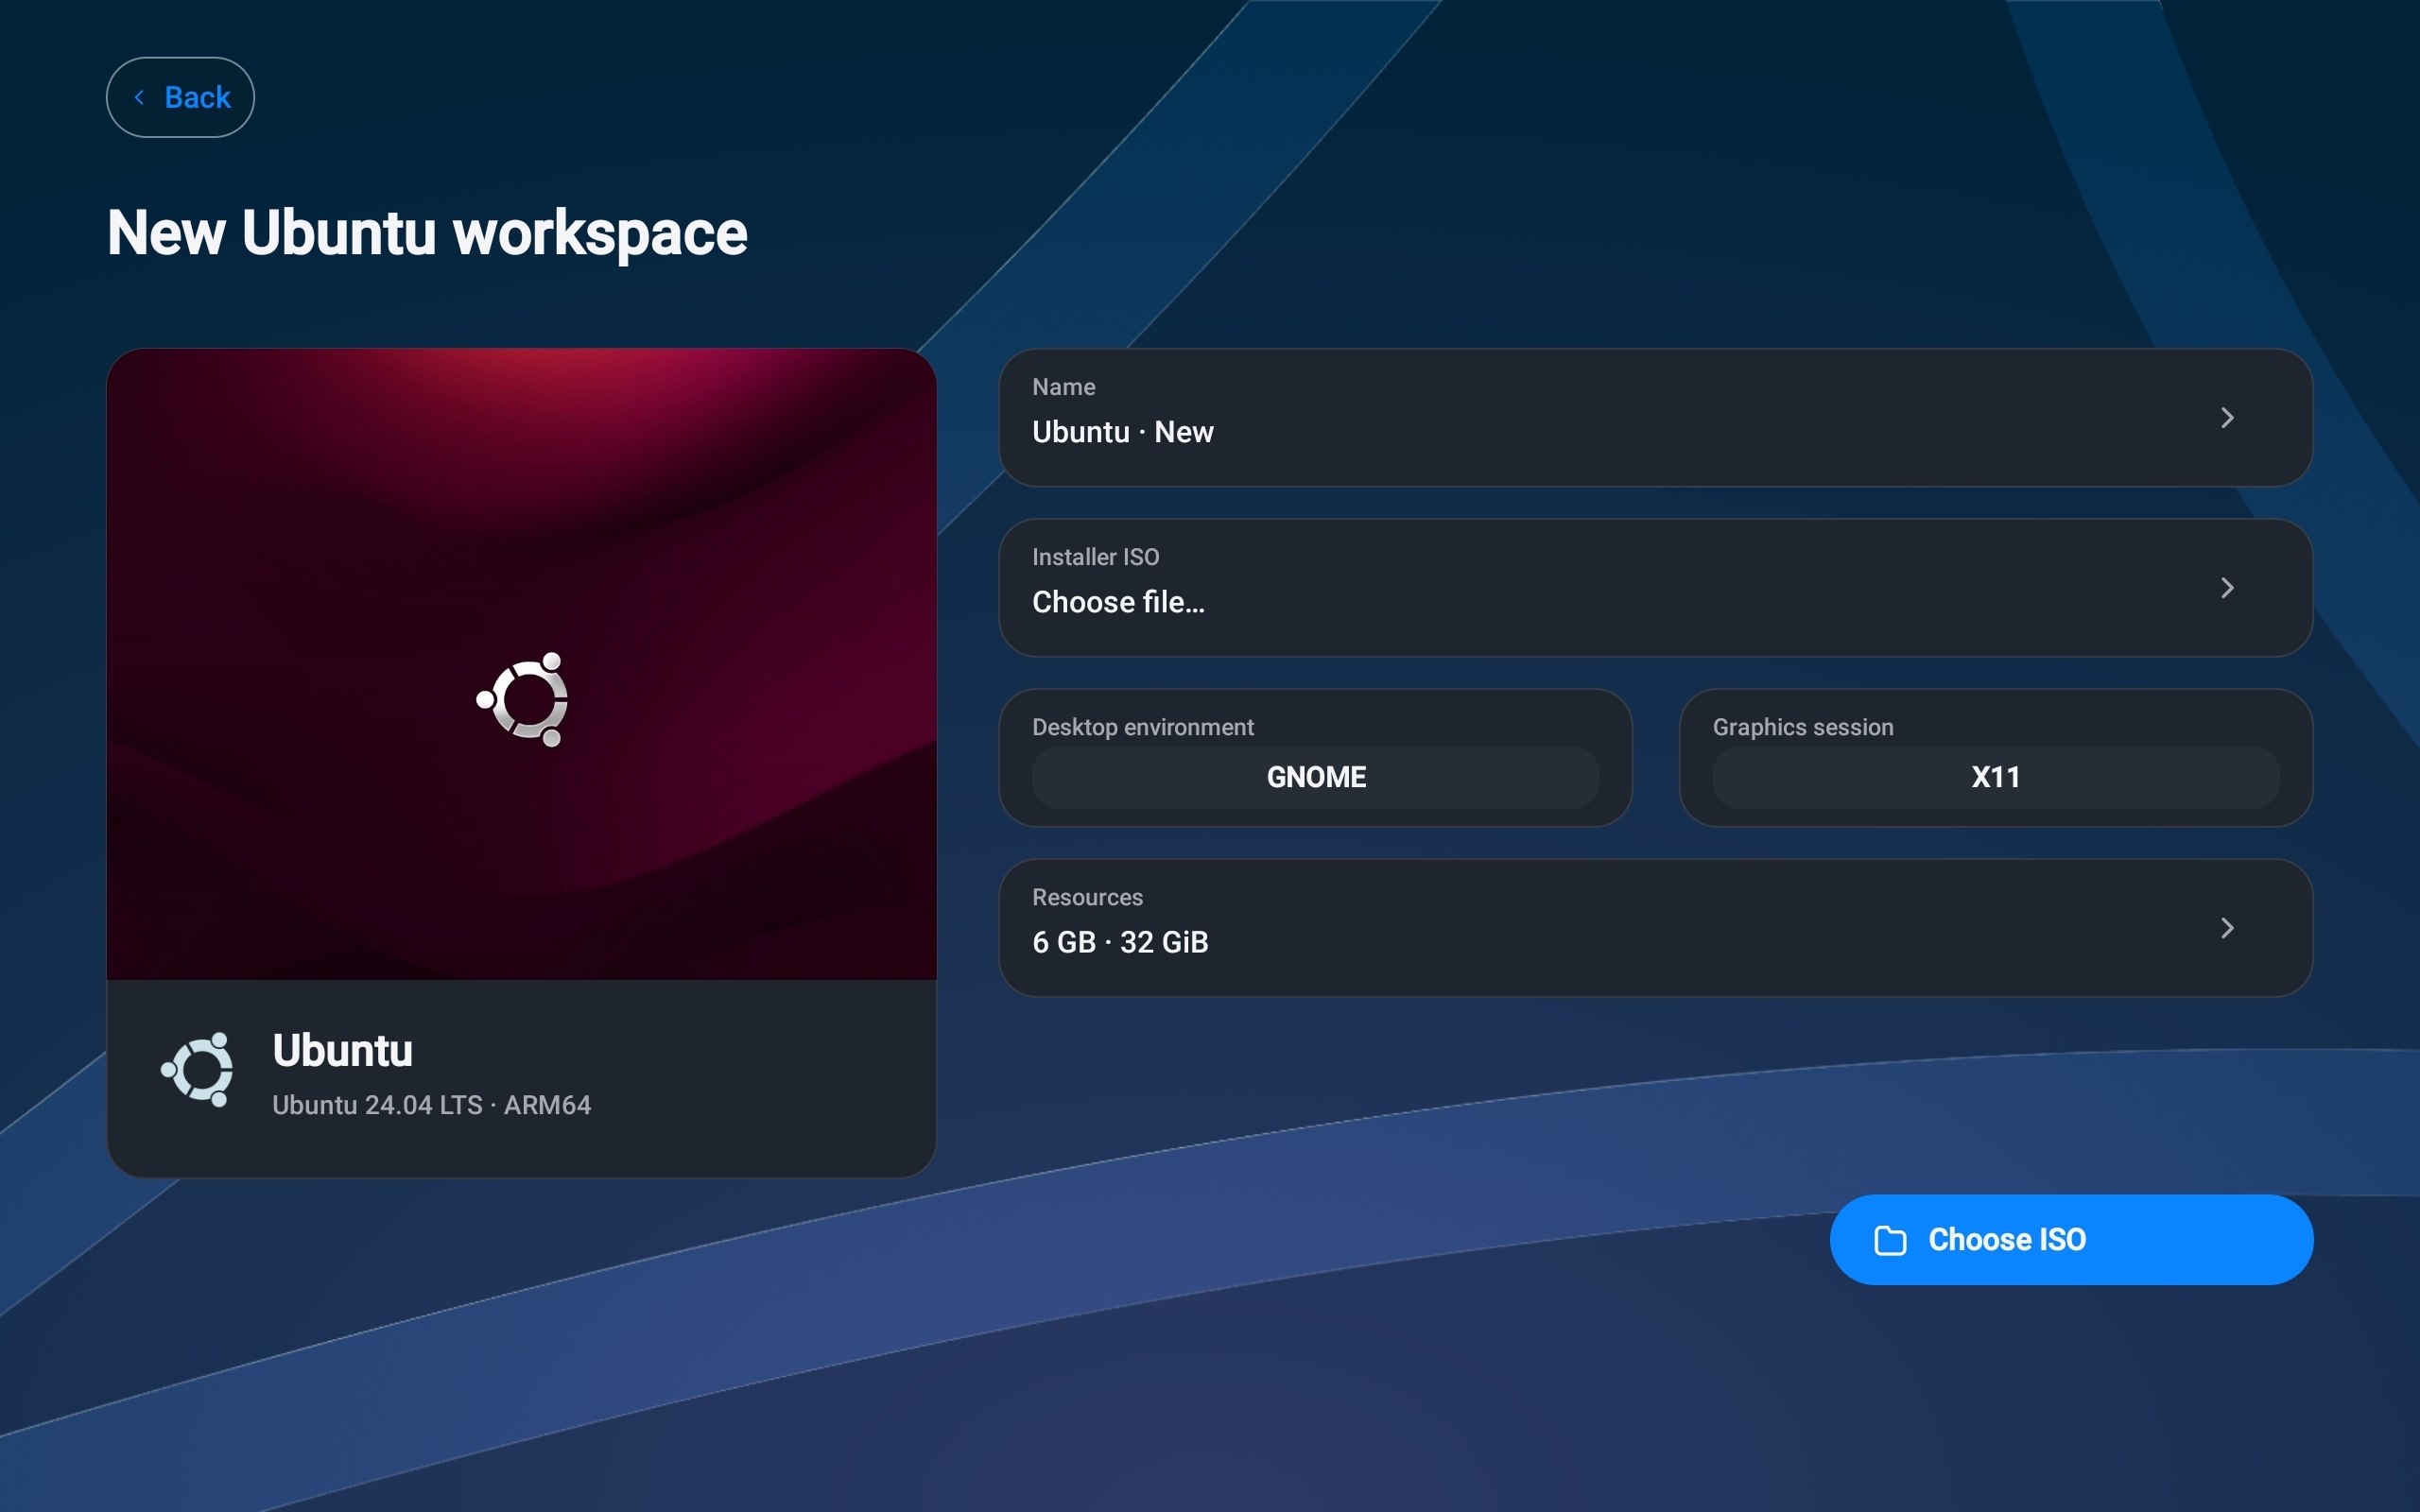 Back
New Ubuntu workspace
Name
Ubuntu · New
Installer ISO
Choose file…
Desktop environment
GNOME
Graphics session
X11
Resources
6 GB · 32 GiB
Ubuntu
Ubuntu 24.04 LTS · ARM64
Choose ISO